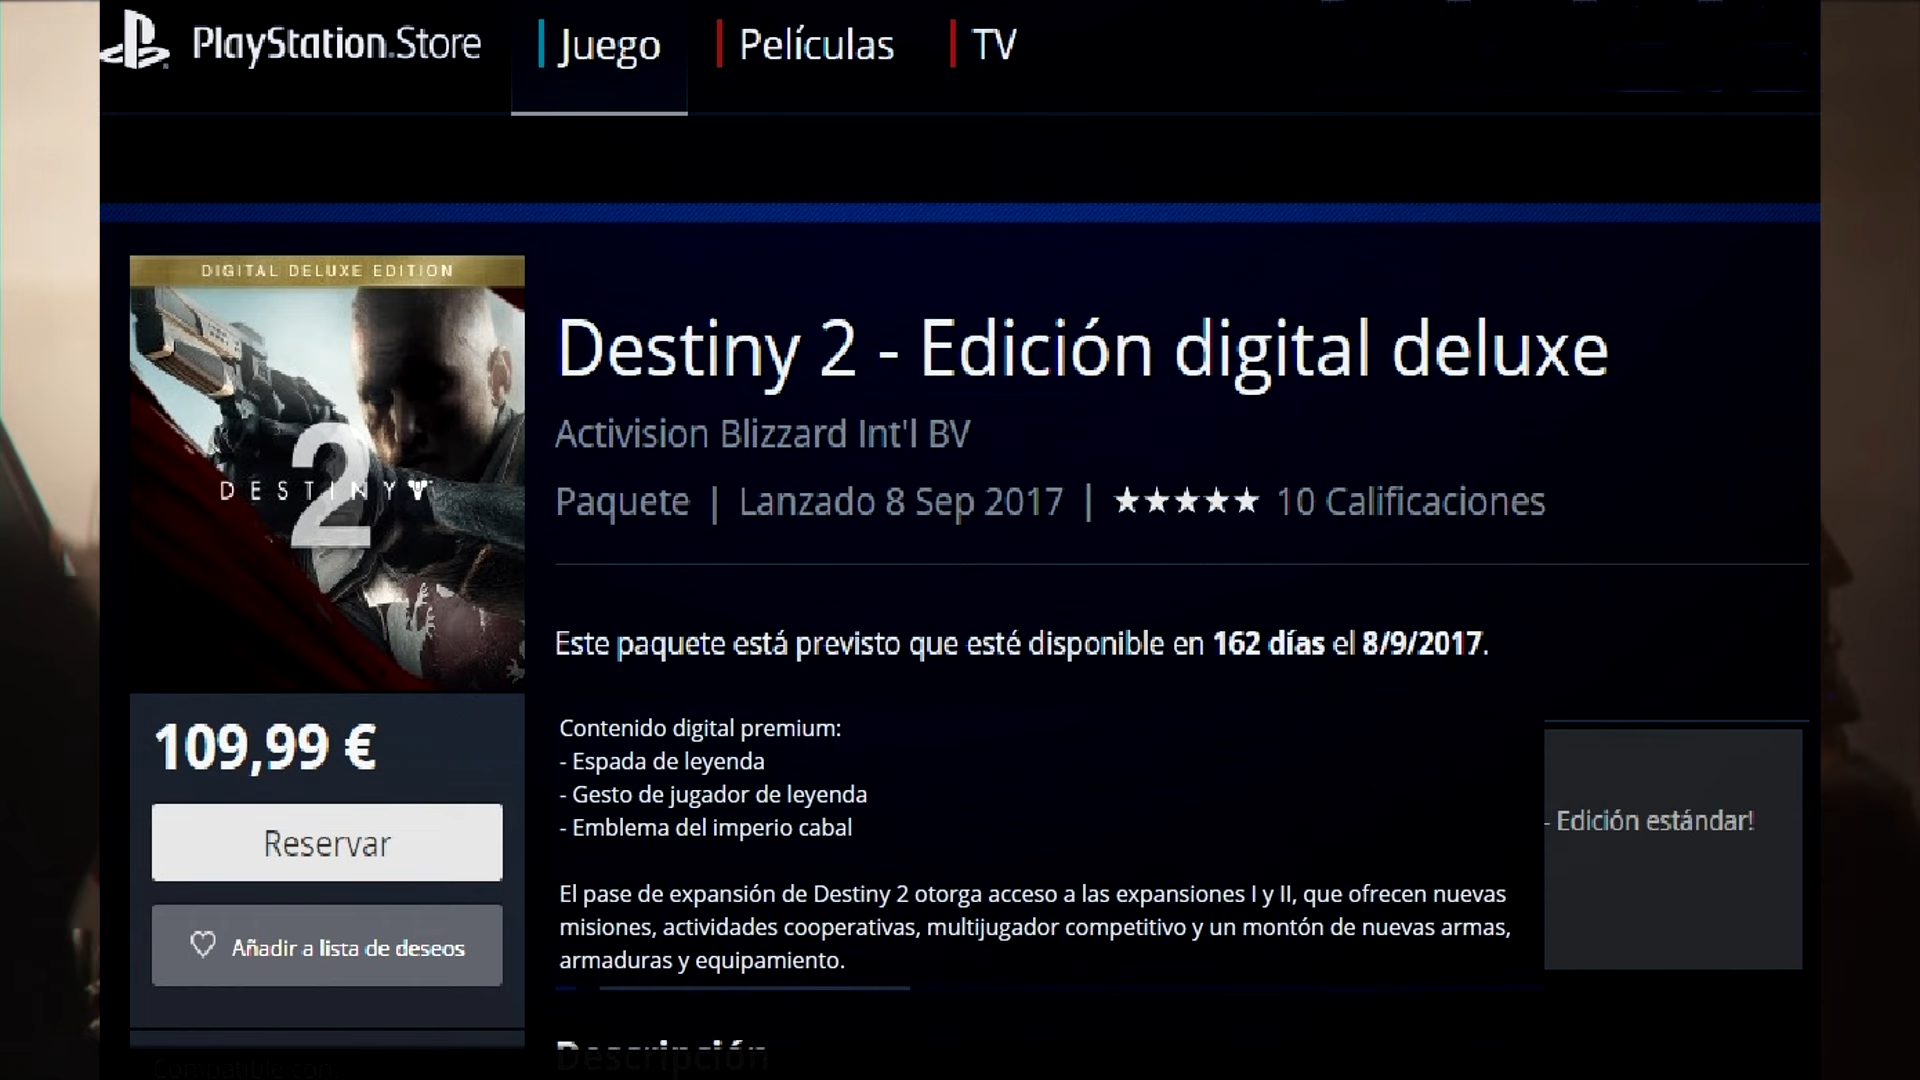 PlayStation.Store
Juego
Películas
TV
DIGITAL DELUXE EDITION
DESTINY
2
Destiny 2 - Edición digital deluxe
Activision Blizzard Int'l BV
Paquete | Lanzado 8 Sep 2017 | ★★★★★ 10 Calificaciones
Este paquete está previsto que esté disponible en 162 días el 8/9/2017.
109,99 €
Reservar
Añadir a lista de deseos
Contenido digital premium:
- Espada de leyenda
- Gesto de jugador de leyenda
- Emblema del imperio cabal
El pase de expansión de Destiny 2 otorga acceso a las expansiones I y II, que ofrecen nuevas
misiones, actividades cooperativas, multijugador competitivo y un montón de nuevas armas,
armaduras y equipamiento.
- Edición estándar!
Descripción
Compatible con